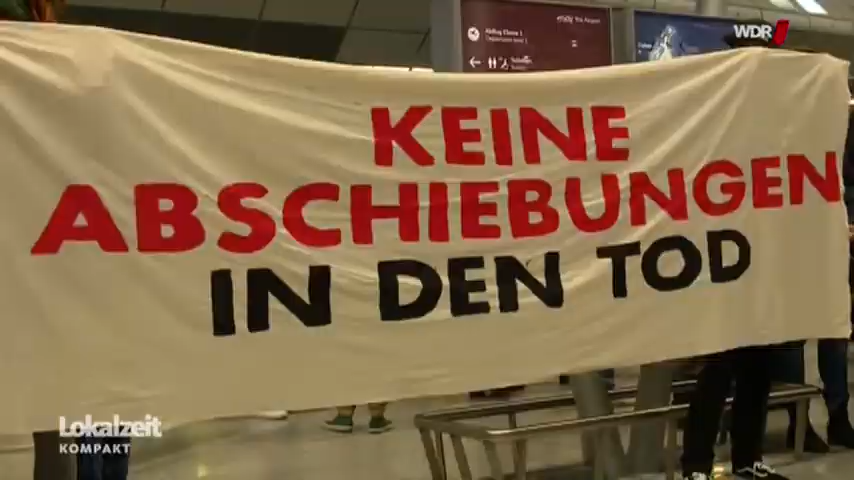 WDR
KEINE
ABSCHIEBUNGEN
IN DEN TOD
Lokalzeit
KOMPAKT